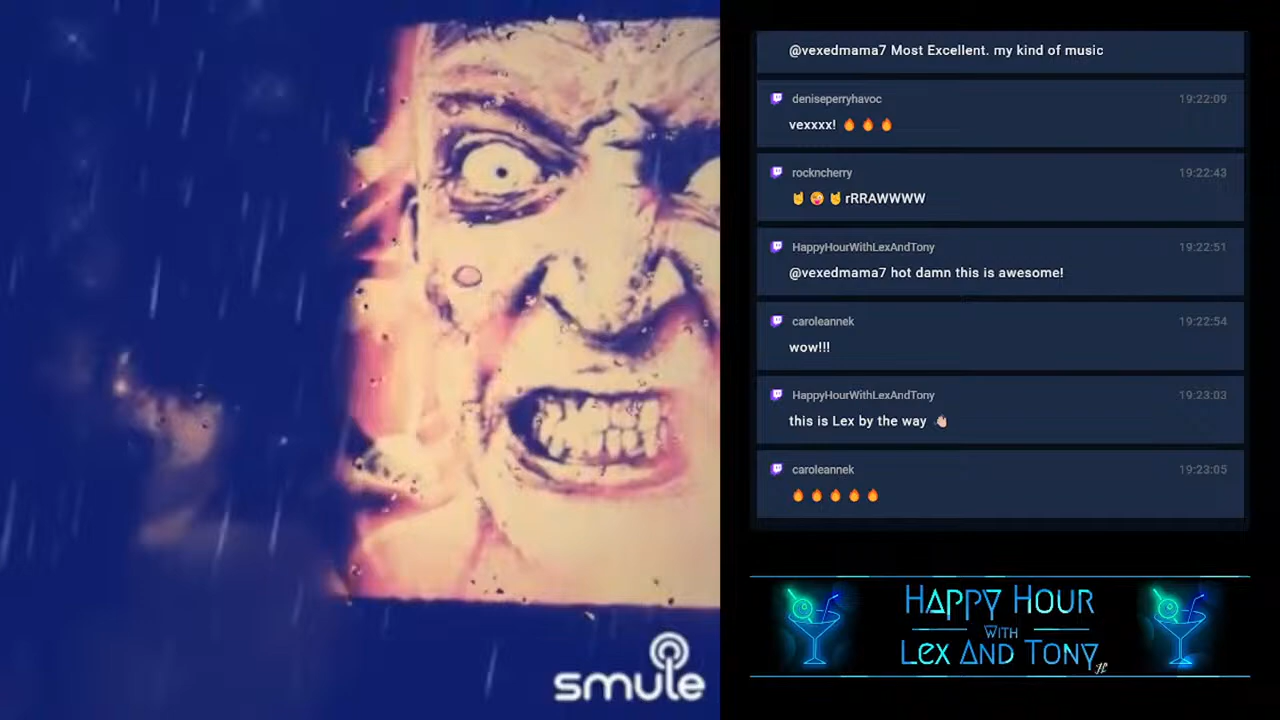 smule
@vexedmama7 Most Excellent. my kind of music
deniseperryhavoc 19:22:09
vexxxx! 🔥 🔥 🔥
rockncherry 19:22:43
🤘 🤪 🤘 rRRAWWWW
HappyHourWithLexAndTony 19:22:51
@vexedmama7 hot damn this is awesome!
caroleannek 19:22:54
wow!!!
HappyHourWithLexAndTony 19:23:03
this is Lex by the way 👋🏻
caroleannek 19:23:05
🔥 🔥 🔥 🔥 🔥
HAPPY HOUR
WITH
LEX AND TONY